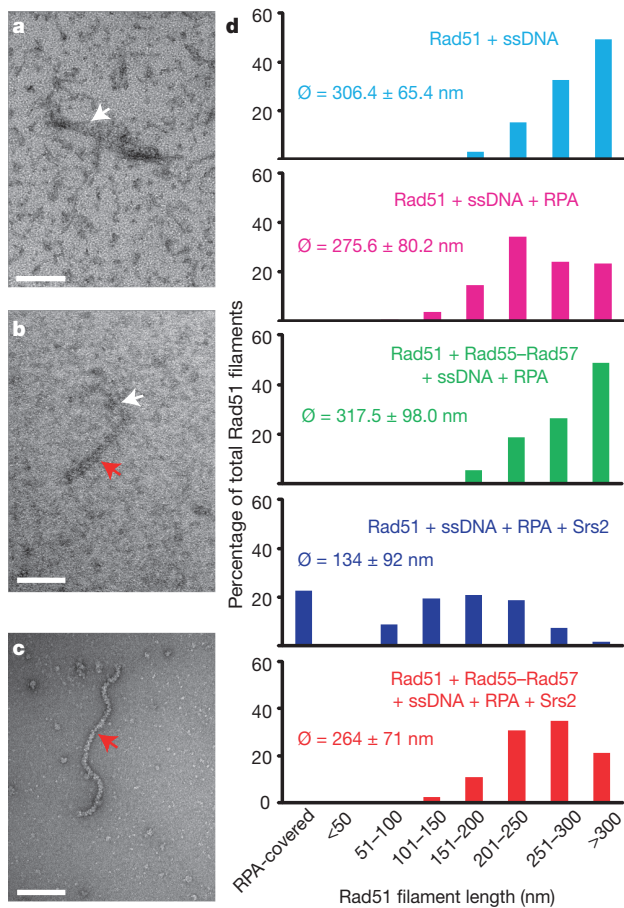 a
b
c
d
Percentage of total Rad51 filaments
60
40
20
Rad51 + ssDNA
Ø = 306.4 ± 65.4 nm
60
40
20
Rad51 + ssDNA + RPA
Ø = 275.6 ± 80.2 nm
60
40
20
Rad51 + Rad55–Rad57
+ ssDNA + RPA
Ø = 317.5 ± 98.0 nm
60
40
20
Rad51 + ssDNA + RPA + Srs2
Ø = 134 ± 92 nm
60
40
20
0
Rad51 + Rad55–Rad57
+ ssDNA + RPA + Srs2
Ø = 264 ± 71 nm
RPA-covered
<50
51–100
101–150
151–200
201–250
251–300
>300
Rad51 filament length (nm)